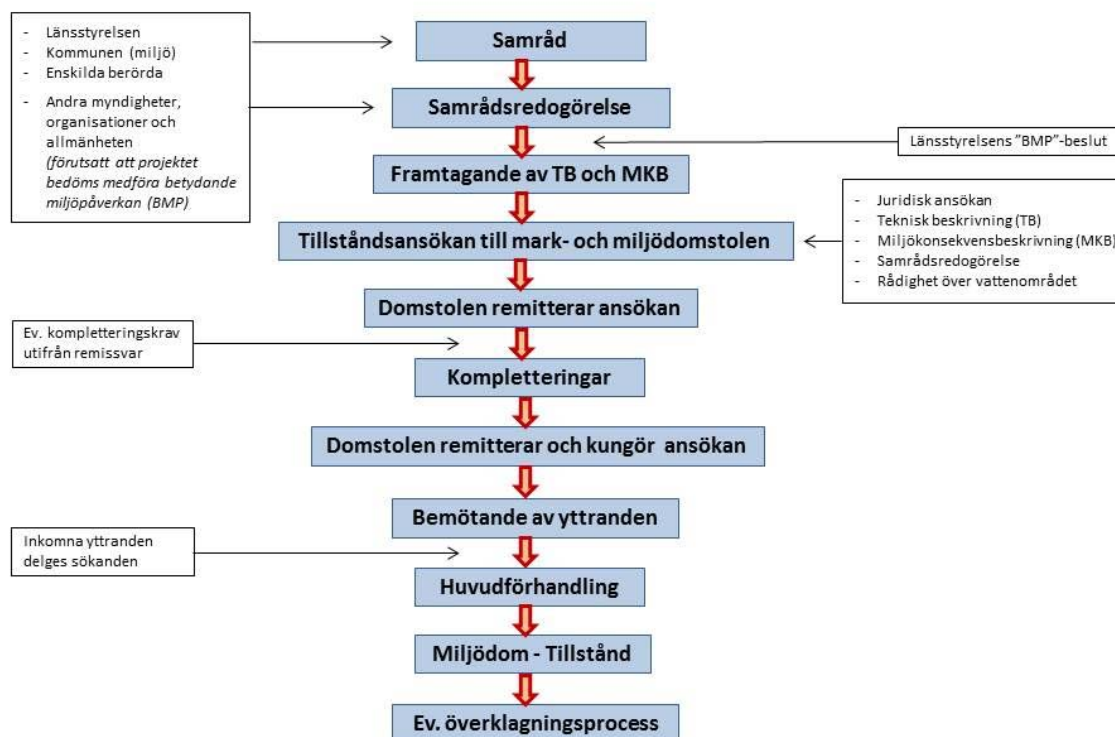 - Länsstyrelsen
- Kommunen (miljö)
- Enskilda berörda
- Andra myndigheter,
organisationer och
allmänheten
(förutsatt att projektet
bedöms medföra betydande
miljöpåverkan (BMP)
Samråd
Samrådsredogörelse
Länsstyrelsens ”BMP”-beslut
Framtagande av TB och MKB
- Juridisk ansökan
- Teknisk beskrivning (TB)
- Miljökonsekvensbeskrivning (MKB)
- Samrådsredogörelse
- Rådighet över vattenområdet
Tillståndsansökan till mark- och miljödomstolen
Domstolen remitterar ansökan
Ev. kompletteringskrav
utifrån remissvar
Kompletteringar
Domstolen remitterar och kungör ansökan
Bemötande av yttranden
Inkomna yttranden
delges sökanden
Huvudförhandling
Miljödom - Tillstånd
Ev. överklagningsprocess